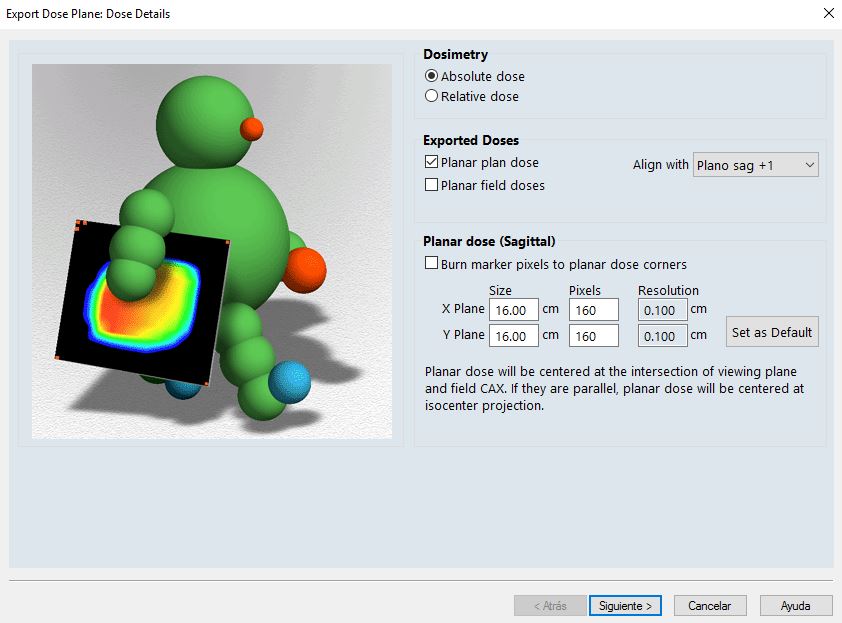 Export Dose Plane: Dose Details
Dosimetry
Absolute dose
Relative dose
Exported Doses
Planar plan dose
Align with Plano sag +1
Planar field doses
Planar dose (Sagittal)
Burn marker pixels to planar dose corners
Size Pixels Resolution
X Plane 16.00 cm 160 0.100 cm
Y Plane 16.00 cm 160 0.100 cm
Set as Default
Planar dose will be centered at the intersection of viewing plane
and field CAX. If they are parallel, planar dose will be centered at
isocenter projection.
< Atrás Siguiente > Cancelar Ayuda